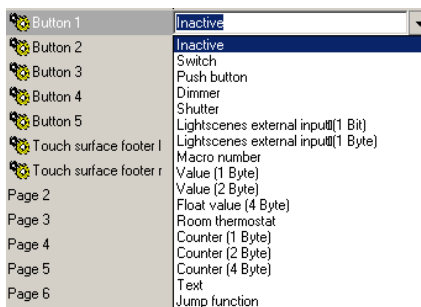 Button 1 Inactive
Button 2 Inactive
Switch
Button 3 Push button
Dimmer
Button 4 Shutter
Button 5 Lightscenes external input (1 Bit)
Lightscenes external input (1 Byte)
Touch surface footer l Macro number
Touch surface footer r Value (1 Byte)
Page 2 Value (2 Byte)
Float value (4 Byte)
Page 3 Room thermostat
Counter (1 Byte)
Page 4 Counter (2 Byte)
Page 5 Counter (4 Byte)
Text
Page 6 Jump function